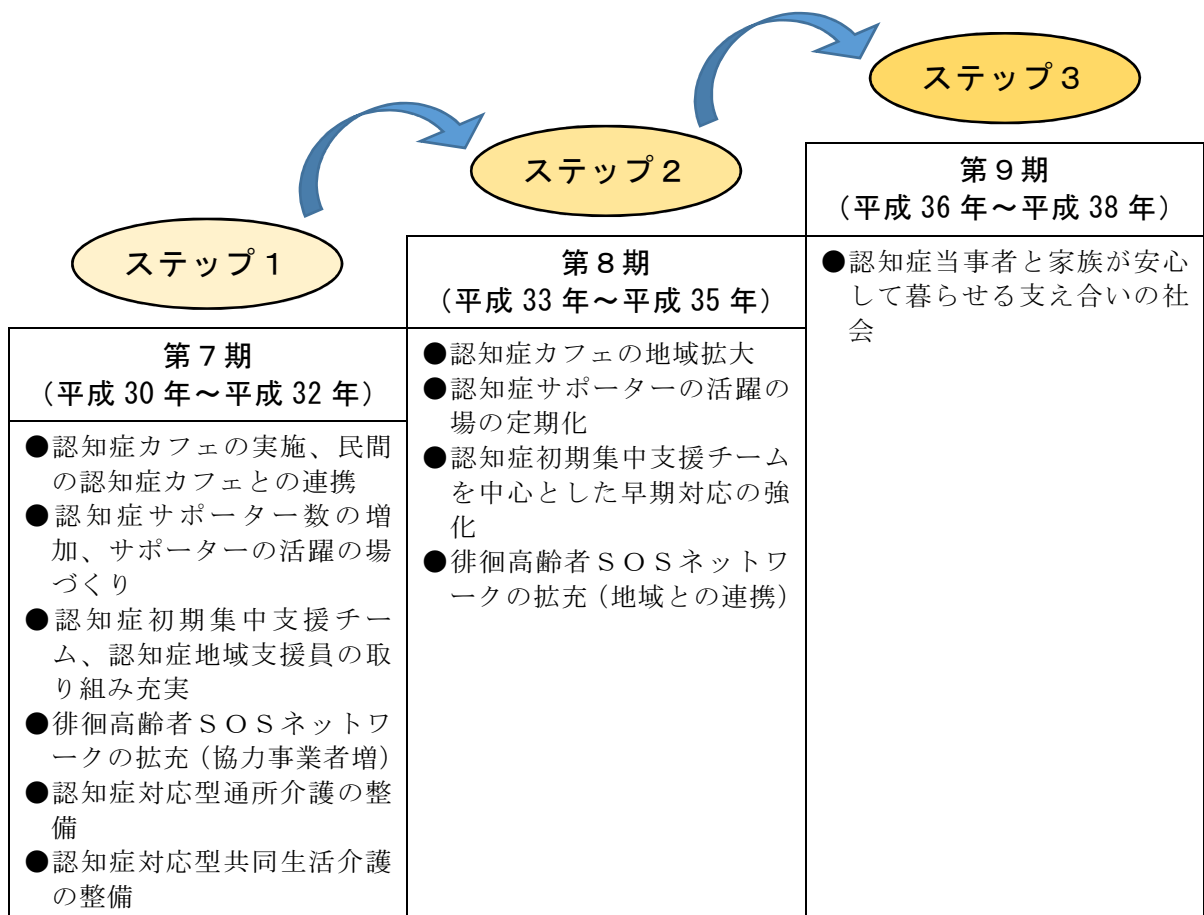 ステップ１
第７期
（平成 30 年～平成 32 年）
●認知症カフェの実施、民間
の認知症カフェとの連携
●認知症サポーター数の増
加、サポーターの活躍の場
づくり
●認知症初期集中支援チー
ム、認知症地域支援員の取
り組み充実
●徘徊高齢者ＳＯＳネットワ
ークの拡充（協力事業者増）
●認知症対応型通所介護の整
備
●認知症対応型共同生活介護
の整備
ステップ２
第８期
（平成 33 年～平成 35 年）
●認知症カフェの地域拡大
●認知症サポーターの活躍の
場の定期化
●認知症初期集中支援チーム
を中心とした早期対応の強
化
●徘徊高齢者ＳＯＳネットワ
ークの拡充（地域との連携）
ステップ３
第９期
（平成 36 年～平成 38 年）
●認知症当事者と家族が安心
して暮らせる支え合いの社
会